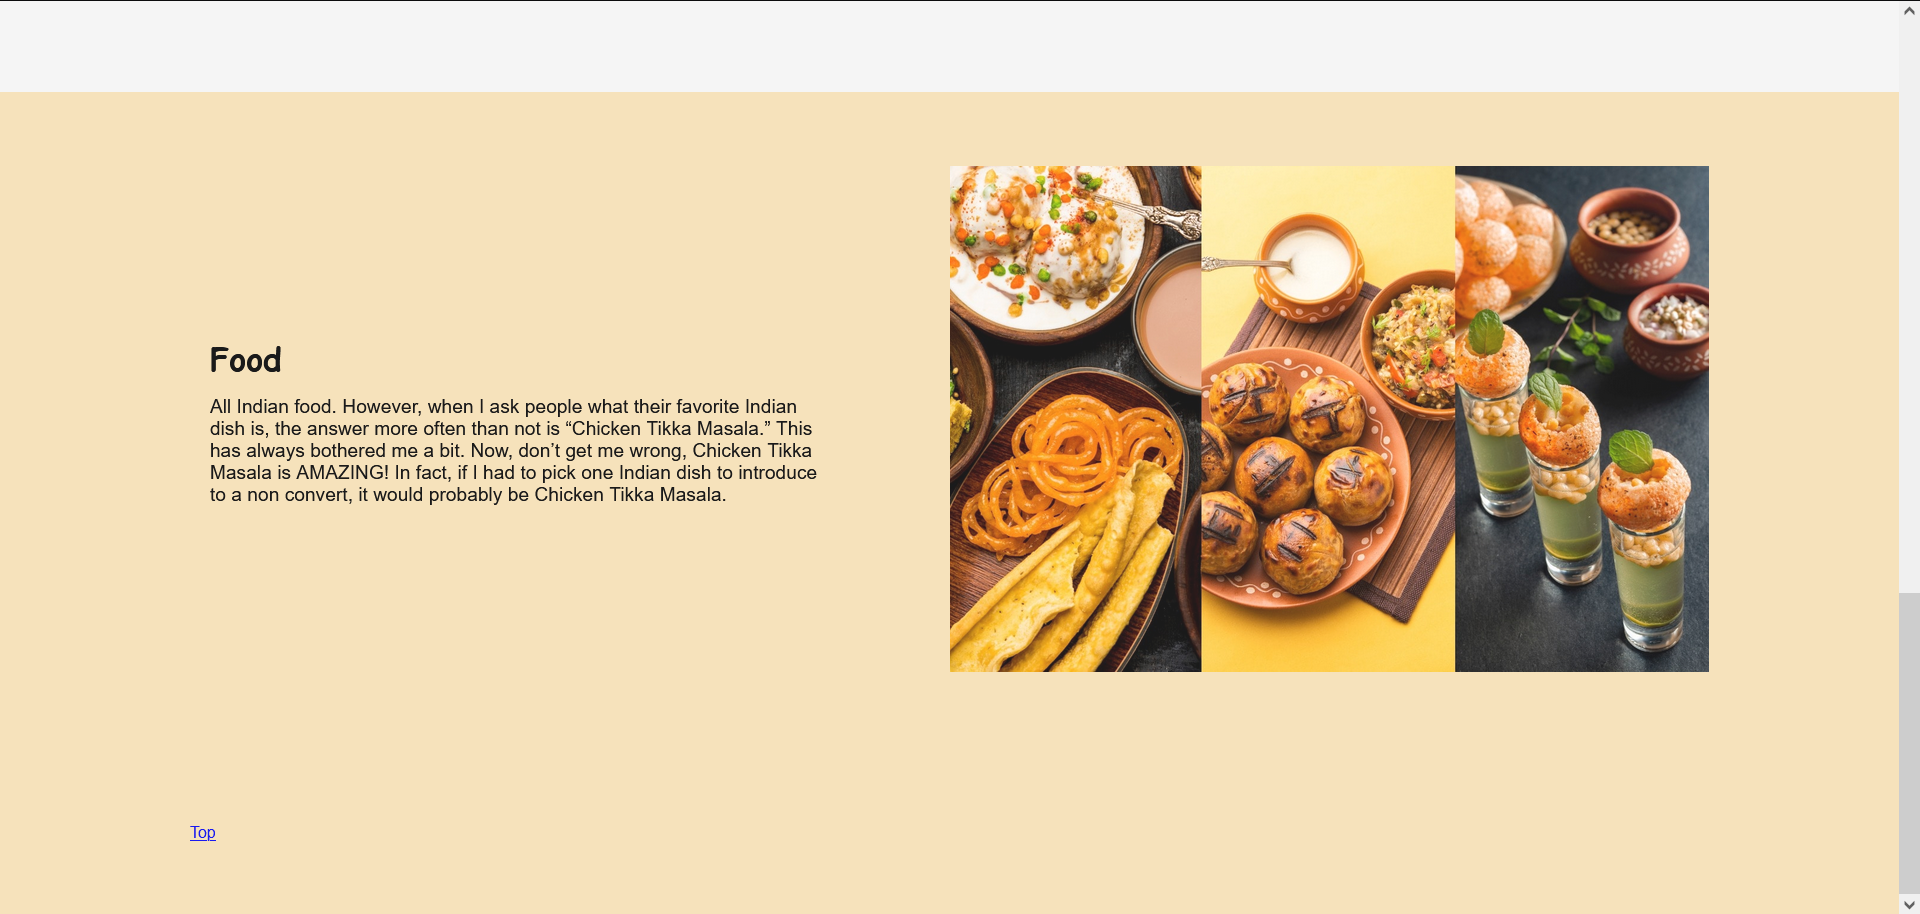 Food
All Indian food. However, when I ask people what their favorite Indian
dish is, the answer more often than not is “Chicken Tikka Masala.” This
has always bothered me a bit. Now, don’t get me wrong, Chicken Tikka
Masala is AMAZING! In fact, if I had to pick one Indian dish to introduce
to a non convert, it would probably be Chicken Tikka Masala.
Top